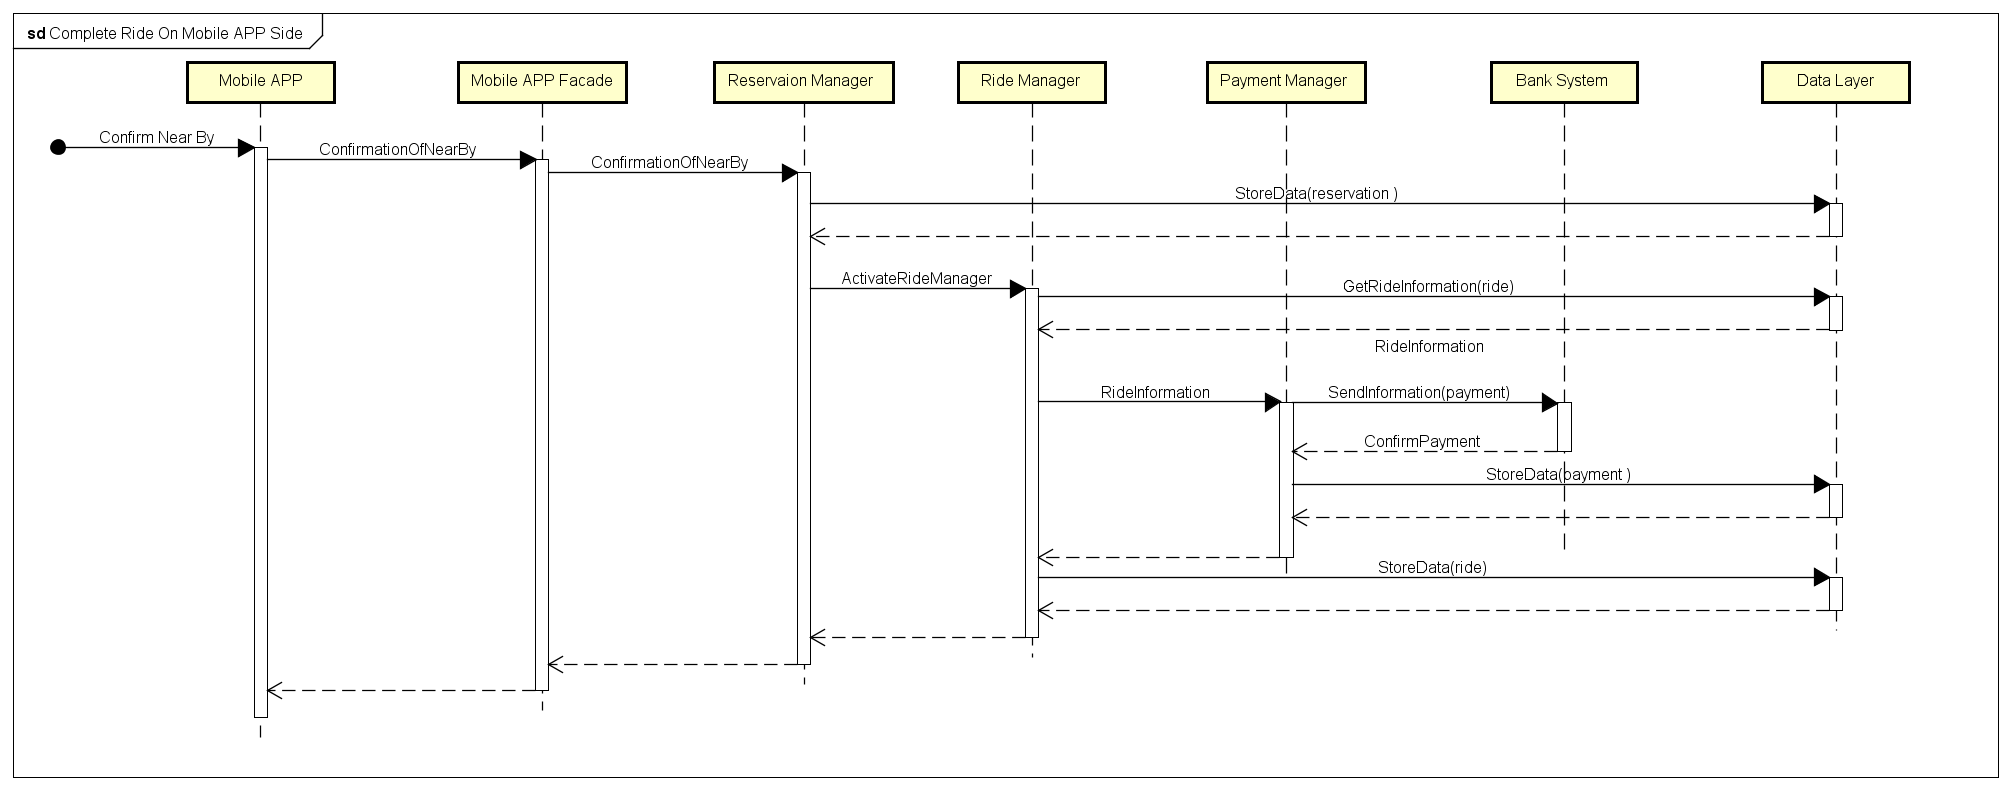 sd Complete Ride On Mobile APP Side
Mobile APP
Mobile APP Facade
Reservaion Manager
Ride Manager
Payment Manager
Bank System
Data Layer
Confirm Near By
ConfirmationOfNearBy
ConfirmationOfNearBy
StoreData(reservation )
ActivateRideManager
GetRideInformation(ride)
RideInformation
RideInformation
SendInformation(payment)
ConfirmPayment
StoreData(payment )
StoreData(ride)